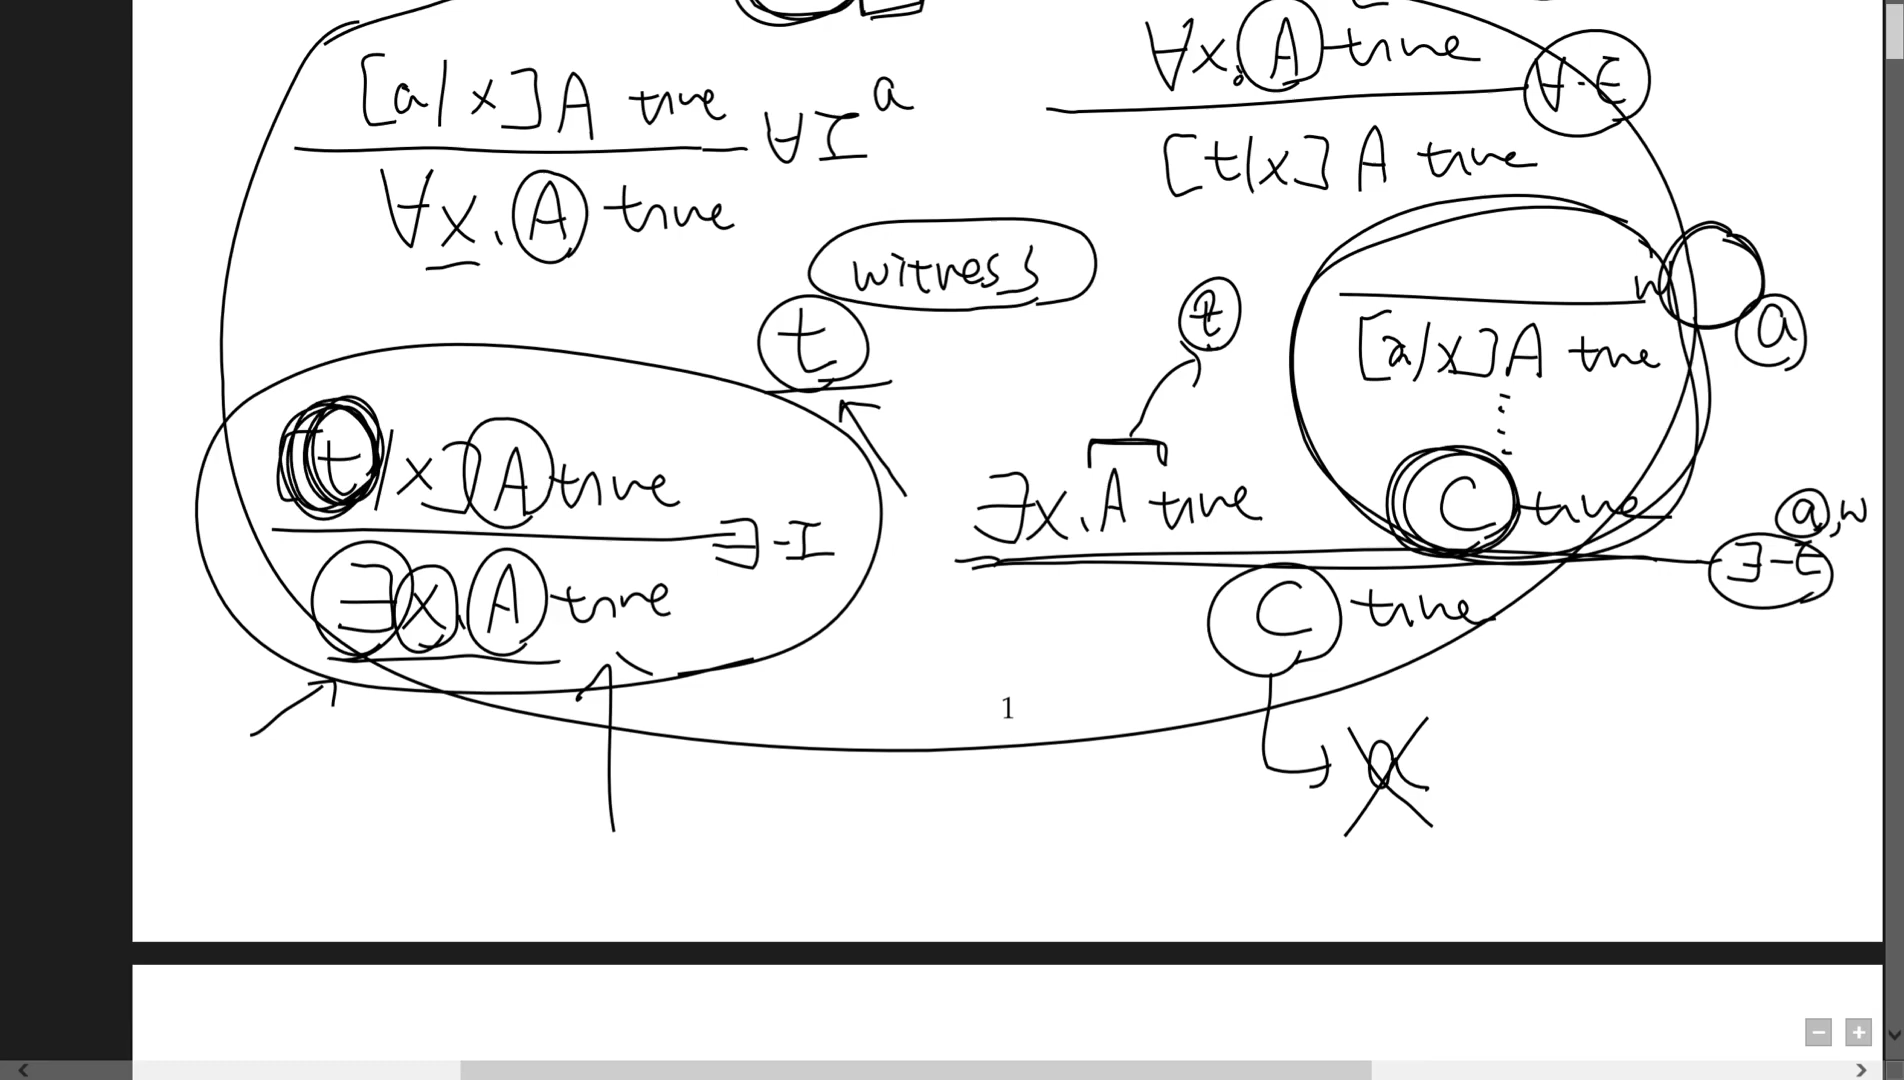 ∀x. A true
[a/x] A true ∀I^a
∀-E
[t/x] A true
∀x. A true
witness
t
t
w
a
[a/x] A true
⋮
[t/x] A true
∃-I
∃x. A true
∃x. A true
C true
a, w
∃-E
C true
1
a